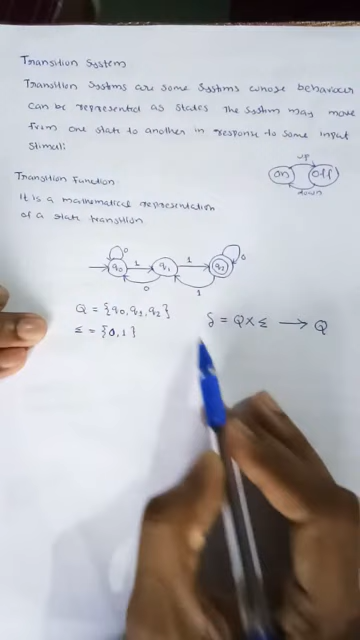 Transition System
Transition Systems are some systems whose behaviour
can be represented as states The system may move
from one state to another in response to some input
Stimuli
up
On Off
down
Transition Function
It is a mathematical representation
of a state transition
0 0
q0 1 q1 1 q2
0 1
Q = {q0, q1, q2}
Σ = {0,1}
δ = Q X Σ → Q